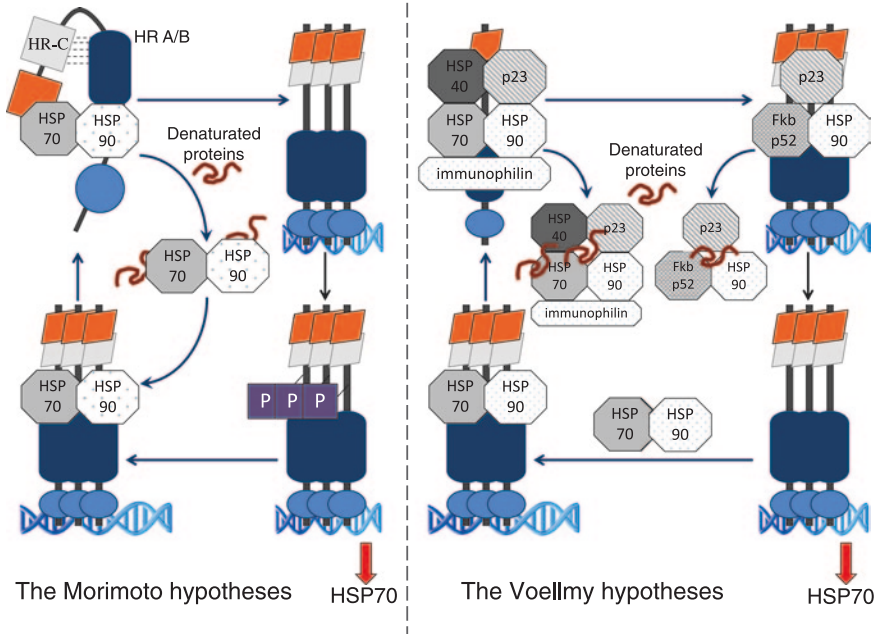 HR-C
HR A/B
HSP
70
HSP
90
Denaturated
proteins
HSP
70
HSP
90
HSP
70
HSP
90
P P P
The Morimoto hypotheses
HSP70
HSP
40
p23
HSP
70
HSP
90
immunophilin
p23
Fkb
p52
HSP
90
Denaturated
proteins
HSP
40
p23
HSP
70
HSP
90
immunophilin
p23
Fkb
p52
HSP
90
HSP
70
HSP
90
HSP
70
HSP
90
The Voellmy hypotheses
HSP70